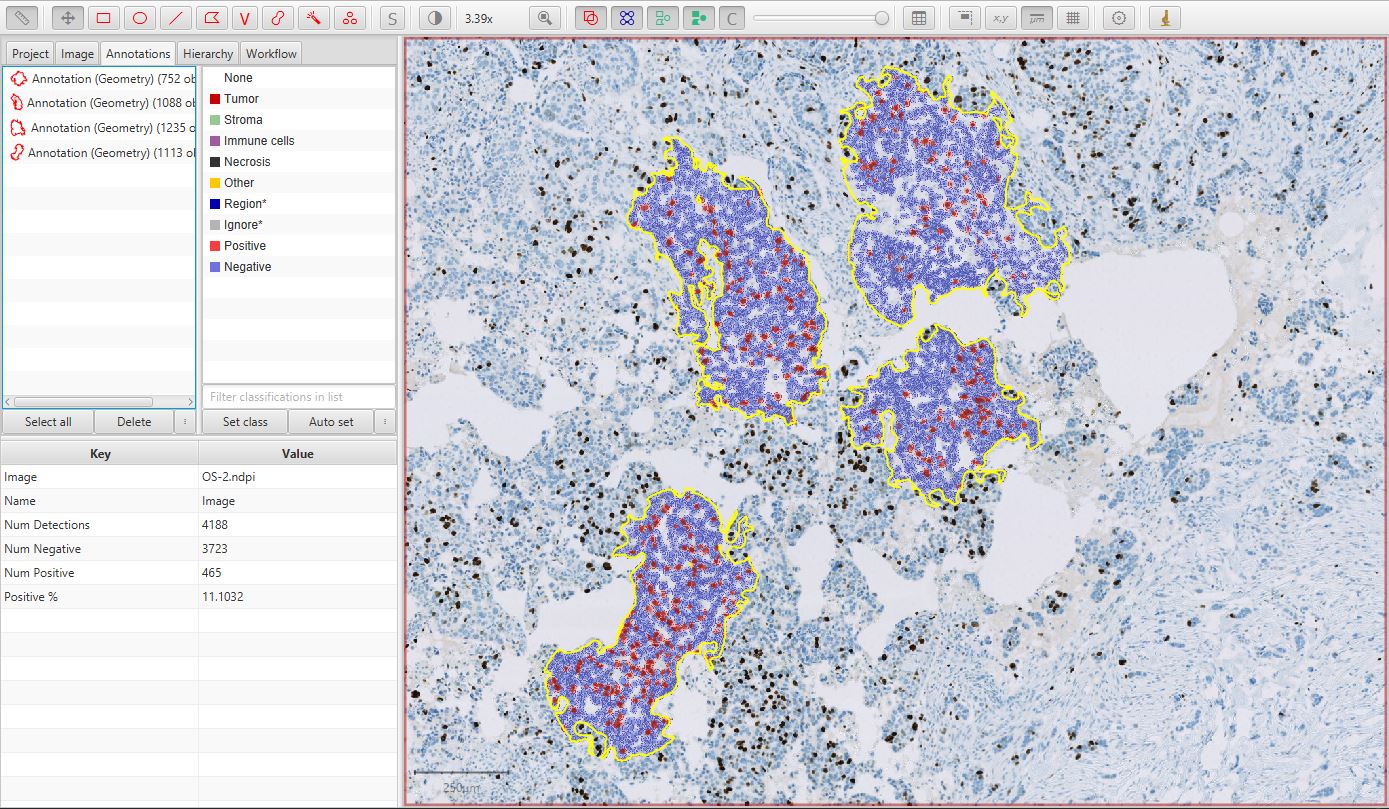 V
S
3.39x
C
x,y
μm
Project Image Annotations Hierarchy Workflow
Annotation (Geometry) (752 ob
Annotation (Geometry) (1088 ob
Annotation (Geometry) (1235 o
Annotation (Geometry) (1113 ob
None
Tumor
Stroma
Immune cells
Necrosis
Other
Region*
Ignore*
Positive
Negative
Filter classifications in list
Select all Delete Set class Auto set
Key Value
Image OS-2.ndpi
Name Image
Num Detections 4188
Num Negative 3723
Num Positive 465
Positive % 11.1032
250μm